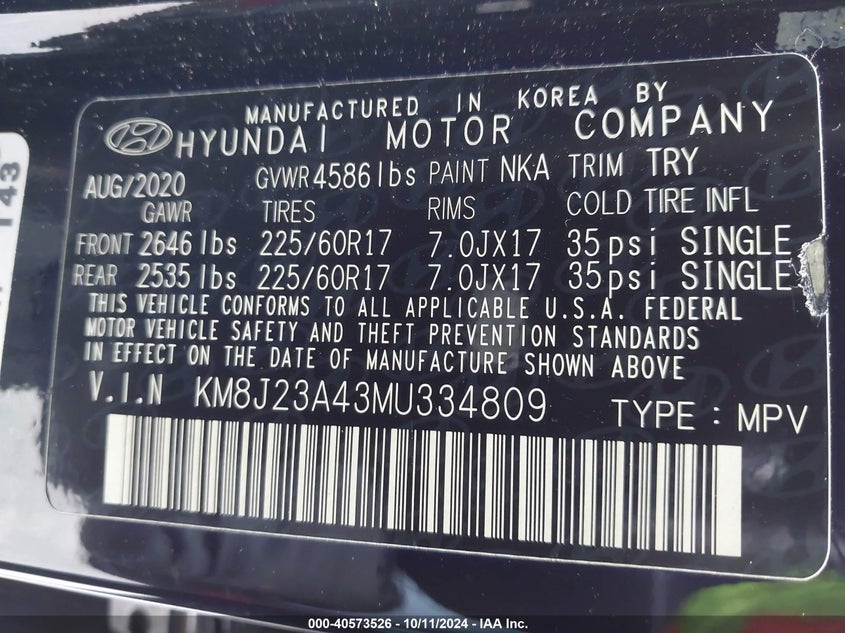 MANUFACTURED IN KOREA BY
HYUNDAI MOTOR COMPANY
AUG/2020 GVWR 4586 lbs PAINT NKA TRIM TRY
GAWR TIRES RIMS COLD TIRE INFL
FRONT 2646 lbs 225/60R17 7.0JX17 35psi SINGLE
REAR 2535 lbs 225/60R17 7.0JX17 35psi SINGLE
THIS VEHICLE CONFORMS TO ALL APPLICABLE U.S.A. FEDERAL
MOTOR VEHICLE SAFETY AND THEFT PREVENTION STANDARDS
IN EFFECT ON THE DATE OF MANUFACTURE SHOWN ABOVE
V.I.N KM8J23A43MU334809 TYPE : MPV
143
000-40573526 - 10/11/2024 - IAA Inc.